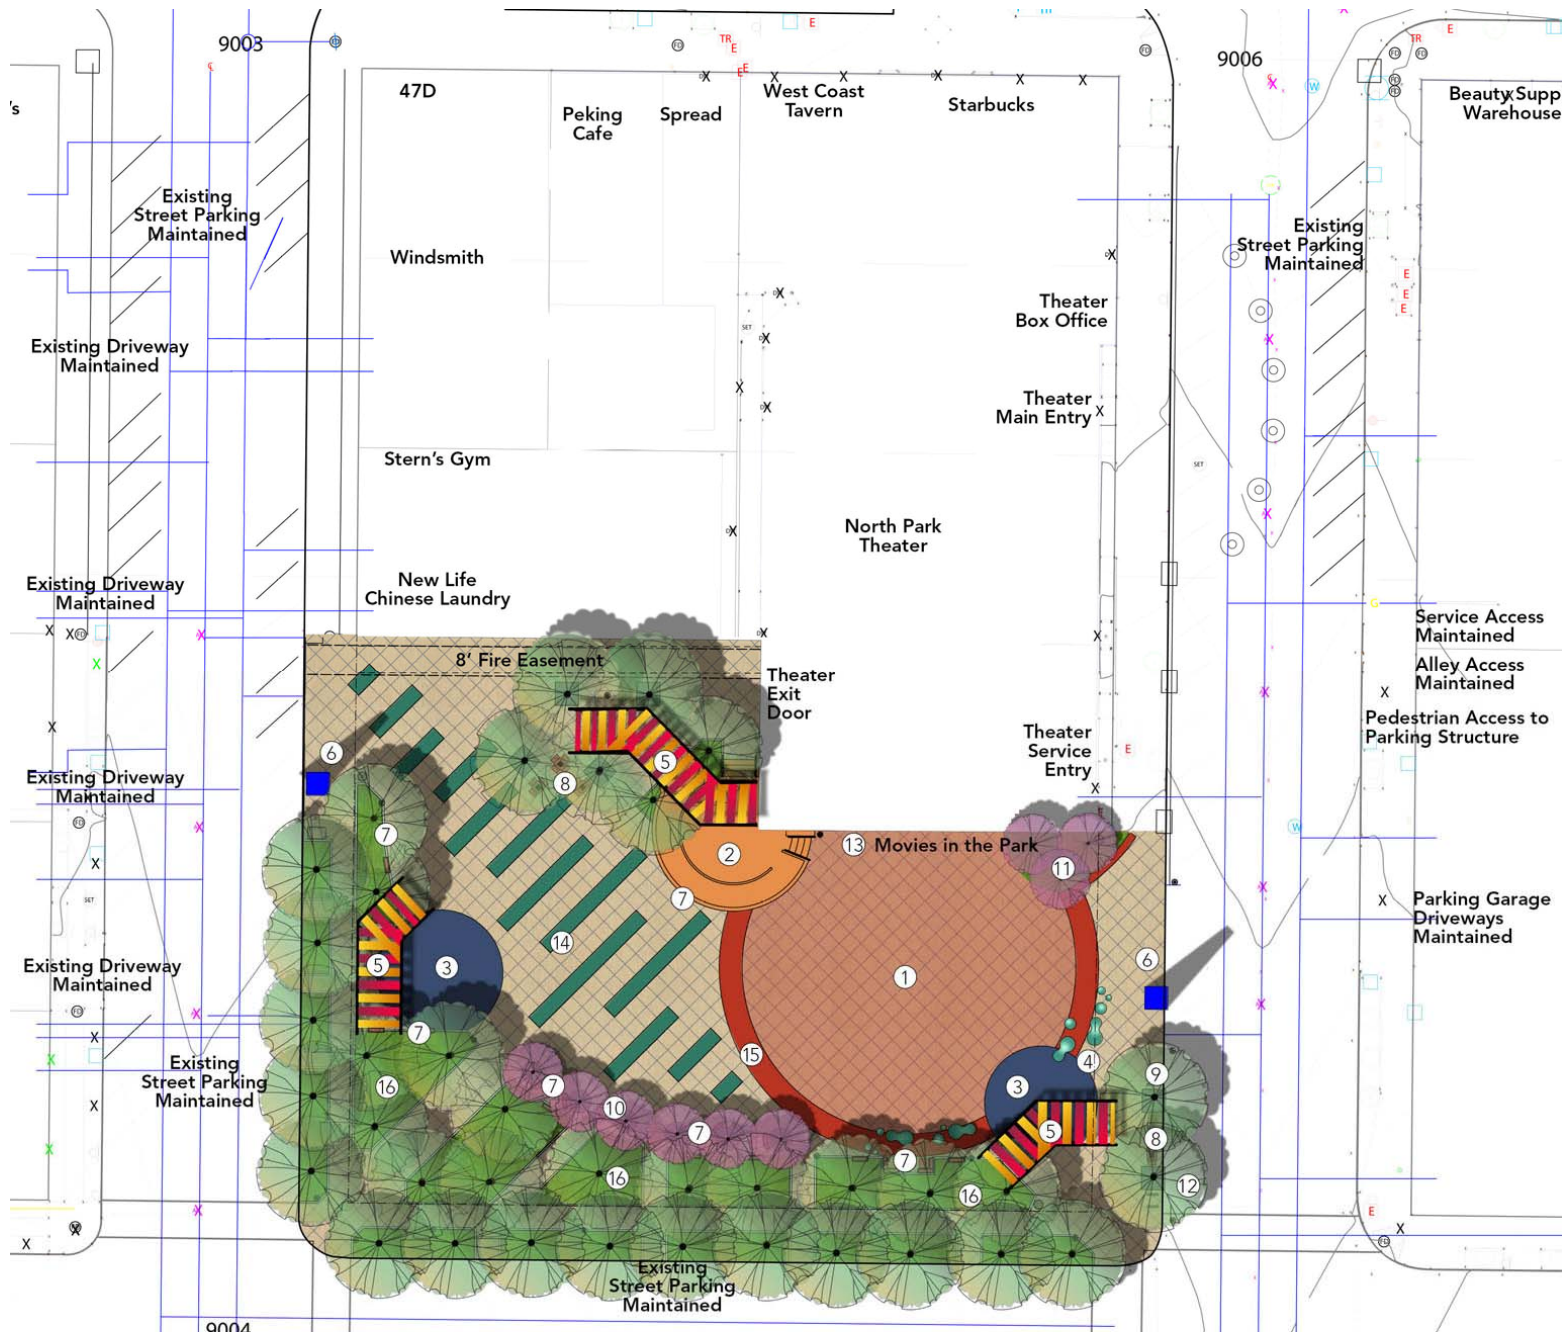 9003
TR
E
E
E
E
E
9006
TR
E
's
47D
Peking
Cafe
Spread
West Coast
Tavern
Starbucks
Beauty Supp
Warehouse
Existing
Street Parking
Maintained
Windsmith
Existing
Street Parking
Maintained
Theater
Box Office
E
E
E
SET
Existing Driveway
Maintained
Theater
Main Entry
Stern's Gym
SET
North Park
Theater
Existing Driveway
Maintained
New Life
Chinese Laundry
G
Service Access
Maintained
8' Fire Easement
Theater
Exit
Door
Alley Access
Maintained
Pedestrian Access to
Parking Structure
Theater
Service
Entry
E
6
5
8
Existing Driveway
Maintained
7
2
13
Movies in the Park
11
W
W
7
SET
Parking Garage
Driveways
Maintained
14
5
3
1
6
Existing Driveway
Maintained
7
15
4
3
9
Existing
Street Parking
Maintained
16
7
10
7
5
8
7
16
16
12
E
Existing
Street Parking
Maintained
9004